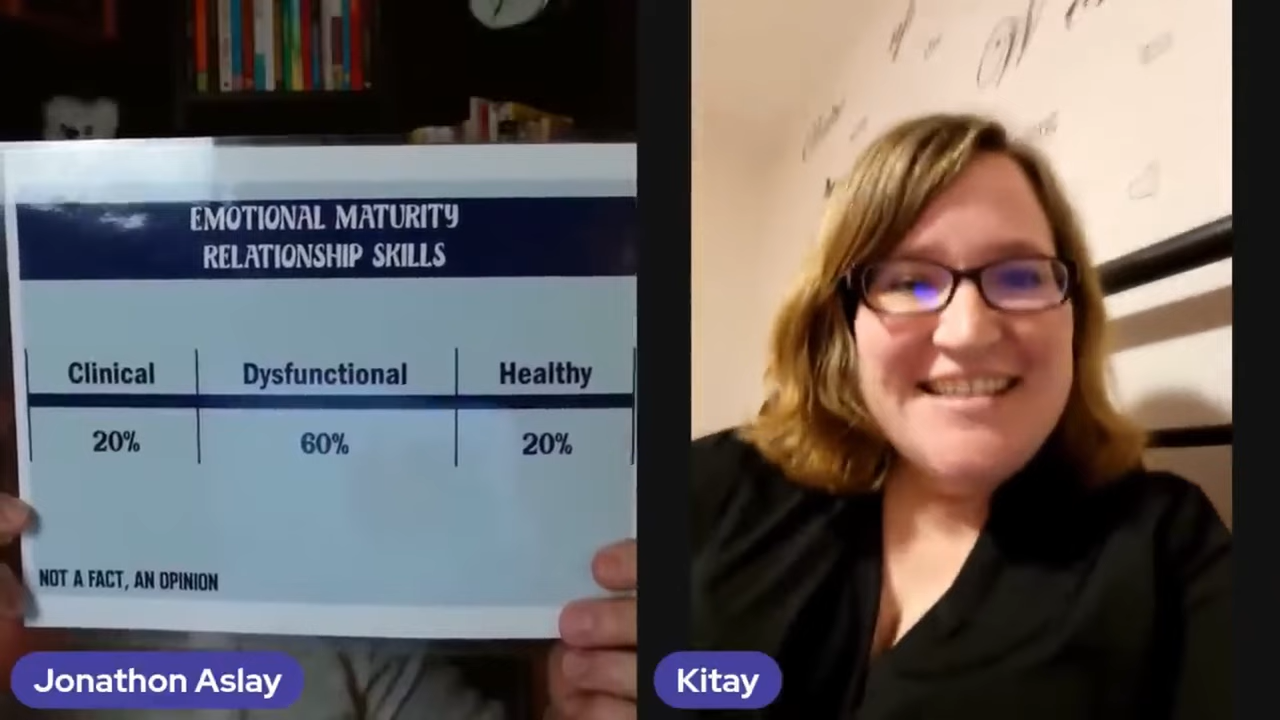 EMOTIONAL MATURITY
RELATIONSHIP SKILLS
Clinical Dysfunctional Healthy
20% 60% 20%
NOT A FACT, AN OPINION
Jonathon Aslay
Kitay